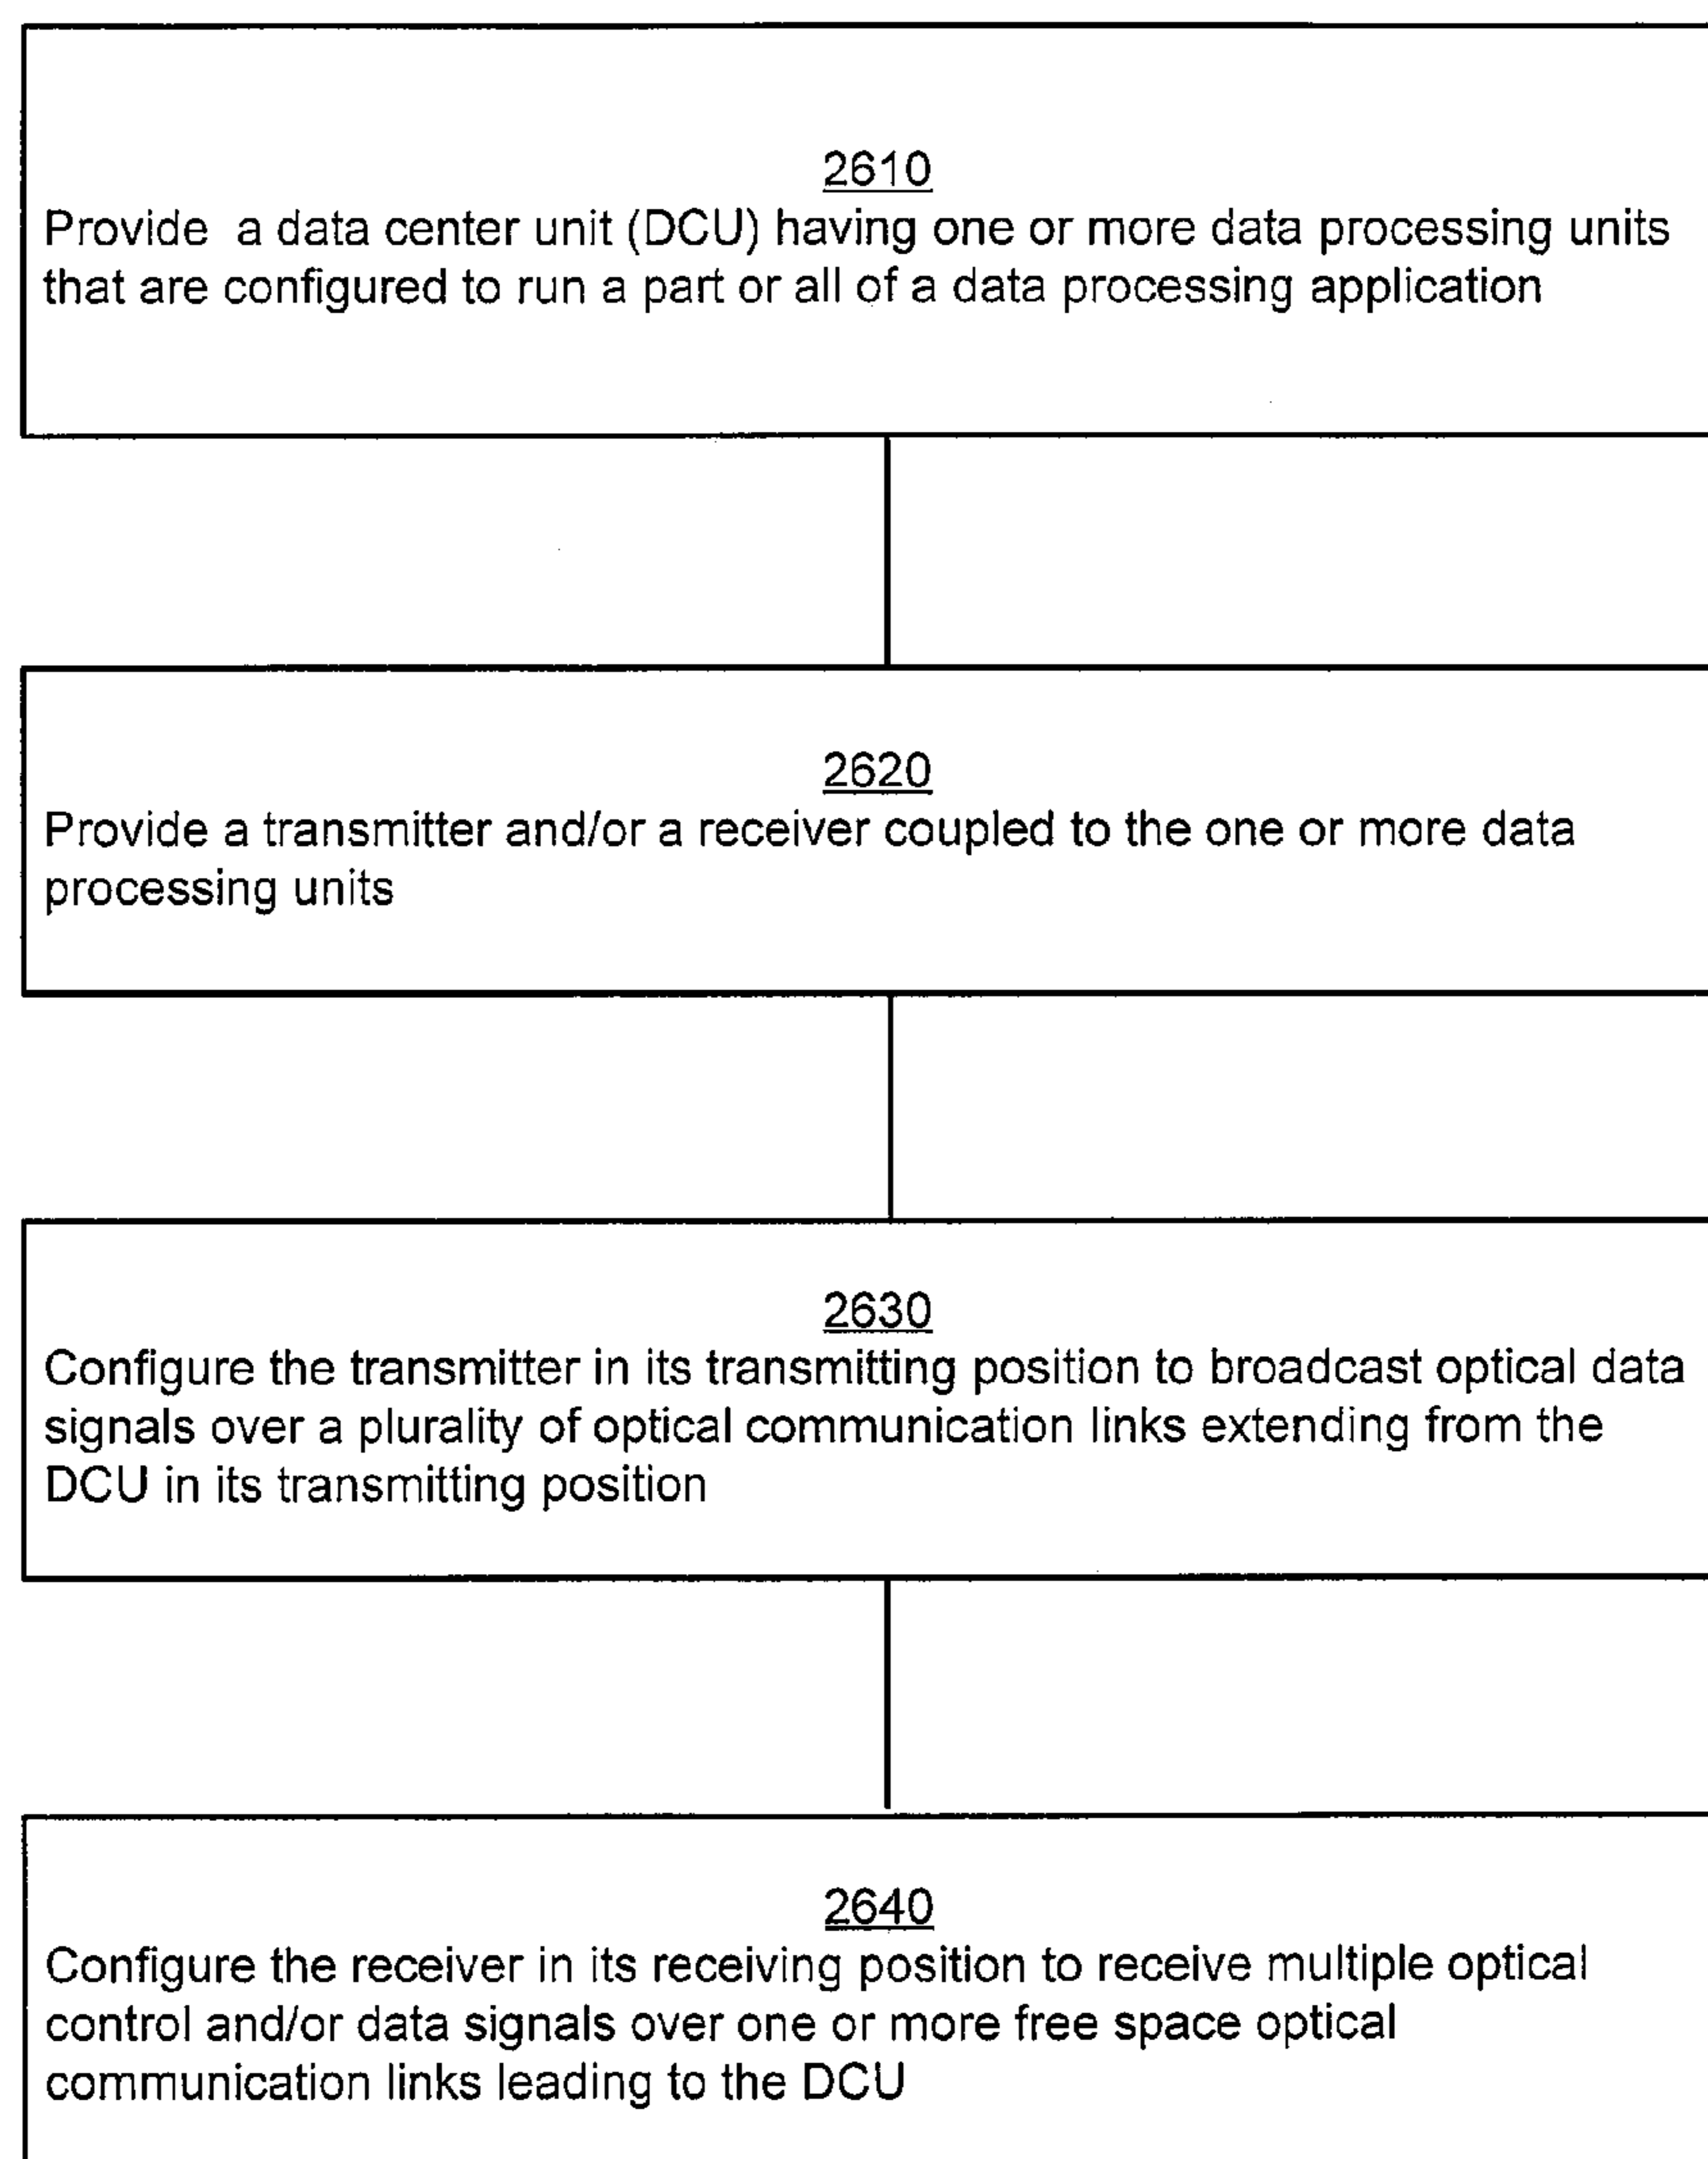 2610
Provide a data center unit (DCU) having one or more data processing units
that are configured to run a part or all of a data processing application
2620
Provide a transmitter and/or a receiver coupled to the one or more data
processing units
2630
Configure the transmitter in its transmitting position to broadcast optical data
signals over a plurality of optical communication links extending from the
DCU in its transmitting position
2640
Configure the receiver in its receiving position to receive multiple optical
control and/or data signals over one or more free space optical
communication links leading to the DCU